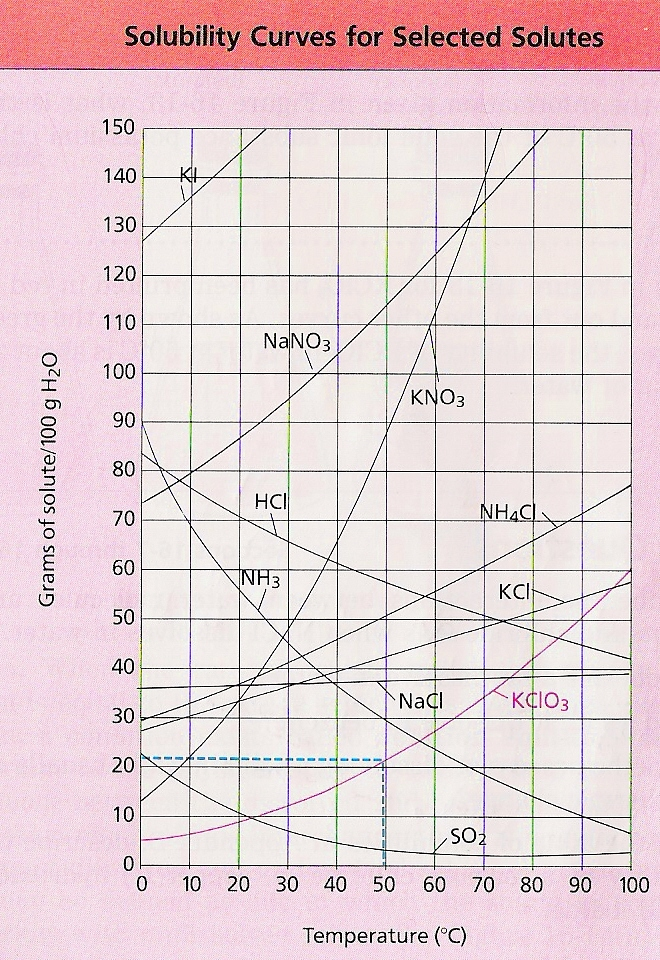 Solubility Curves for Selected Solutes
150
140
130
120
110
100
90
80
70
60
50
40
30
20
10
0
Grams of solute/100 g H₂O
KI
NaNO₃
KNO₃
HCl
NH₄Cl
NH₃
KCl
NaCl
KClO₃
SO₂
0 10 20 30 40 50 60 70 80 90 100
Temperature (°C)